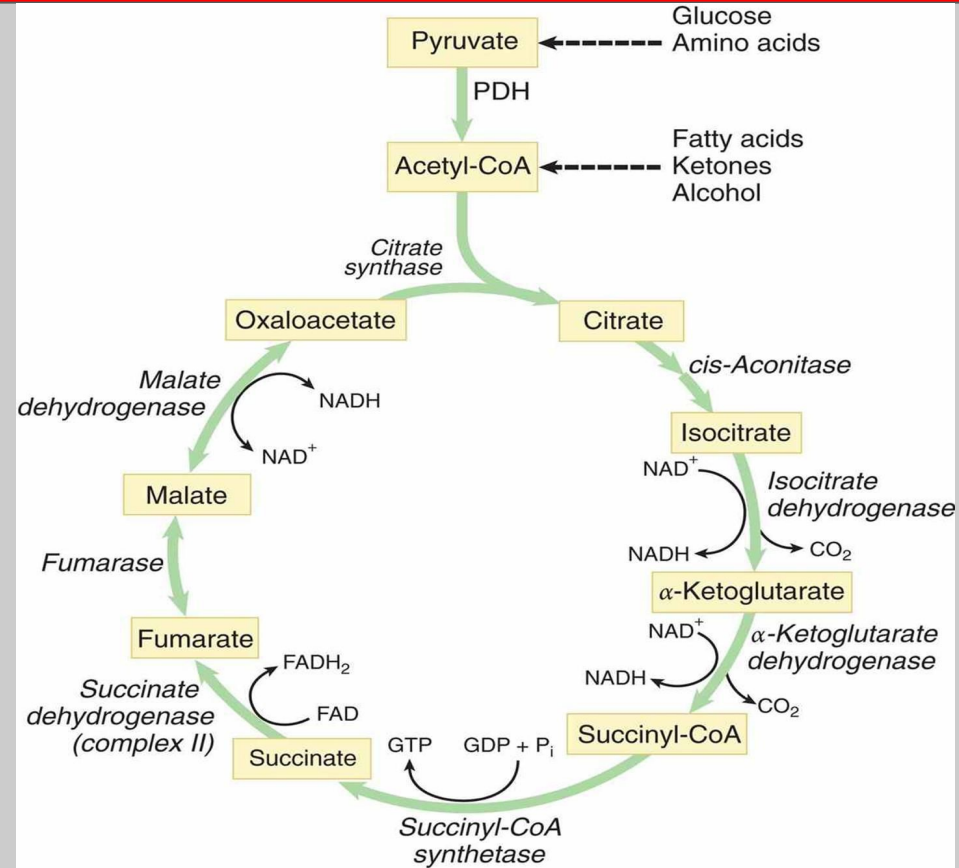 Glucose
Amino acids
Pyruvate
PDH
Fatty acids
Ketones
Alcohol
Acetyl-CoA
Citrate
synthase
Oxaloacetate
Citrate
cis-Aconitase
Malate
dehydrogenase
NADH
NAD+
Isocitrate
NAD+
Isocitrate
dehydrogenase
NADH
CO2
Malate
Fumarase
α-Ketoglutarate
NAD+
α-Ketoglutarate
dehydrogenase
NADH
CO2
Fumarate
FADH2
FAD
Succinate
dehydrogenase
(complex II)
Succinyl-CoA
Succinate
GTP
GDP + Pi
Succinyl-CoA
synthetase